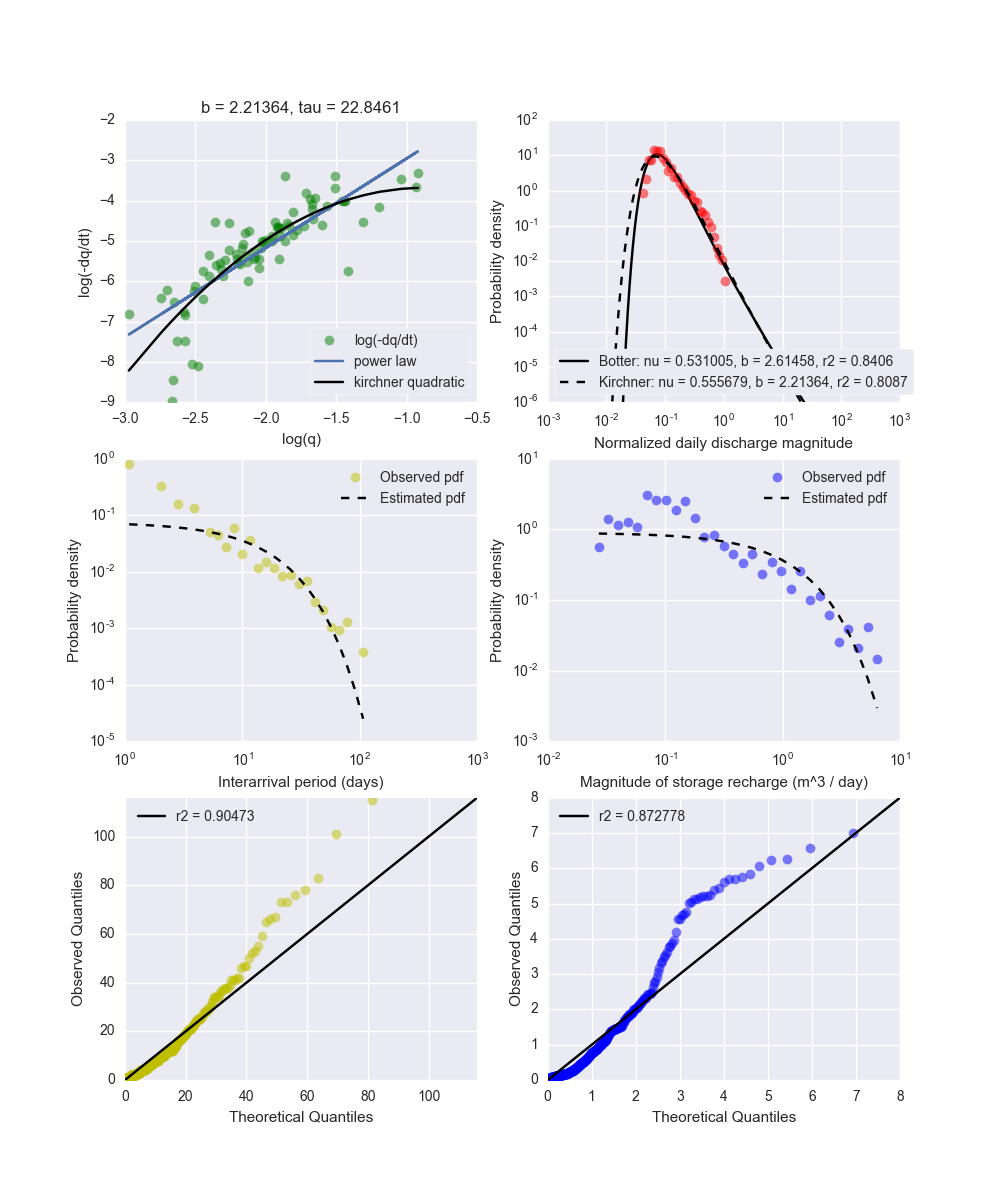 b = 2.21364, tau = 22.8461
−2
−3
−4
−5
−6
−7
−8
−9
log(-dq/dt)
log(-dq/dt)
power law
kirchner quadratic
−3.0 −2.5 −2.0 −1.5 −1.0 −0.5
log(q)
10^2
10^1
10^0
10^-1
10^-2
10^-3
10^-4
10^-5
10^-6
Probability density
Botter: nu = 0.531005, b = 2.61458, r2 = 0.8406
Kirchner: nu = 0.555679, b = 2.21364, r2 = 0.8087
10^-3 10^-2 10^-1 10^0 10^1 10^2 10^3
Normalized daily discharge magnitude
10^0
10^-1
10^-2
10^-3
10^-4
10^-5
Probability density
Observed pdf
Estimated pdf
10^0 10^1 10^2 10^3
Interarrival period (days)
10^1
10^0
10^-1
10^-2
10^-3
Probability density
Observed pdf
Estimated pdf
10^-2 10^-1 10^0 10^1
Magnitude of storage recharge (m^3 / day)
100
80
60
40
20
0
Observed Quantiles
r2 = 0.90473
0 20 40 60 80 100
Theoretical Quantiles
8
7
6
5
4
3
2
1
0
Observed Quantiles
r2 = 0.872778
0 1 2 3 4 5 6 7 8
Theoretical Quantiles